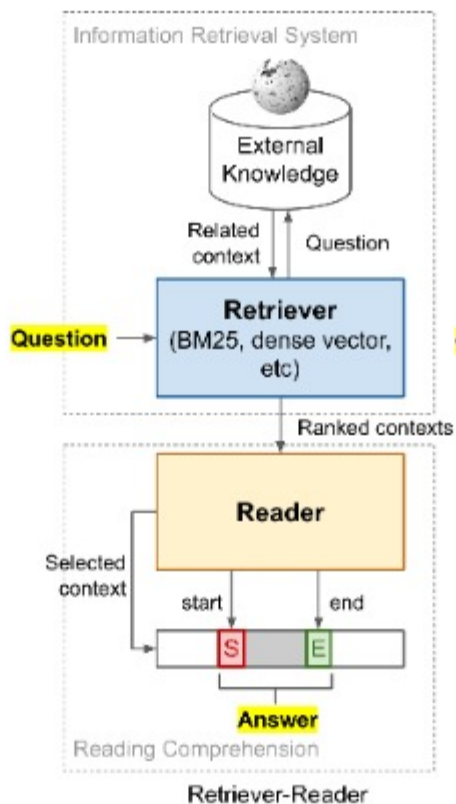 Information Retrieval System
External
Knowledge
Related
context
Question
Retriever
(BM25, dense vector,
etc)
Question
Ranked contexts
Reader
Selected
context
start
end
S
E
Answer
Reading Comprehension
Retriever-Reader